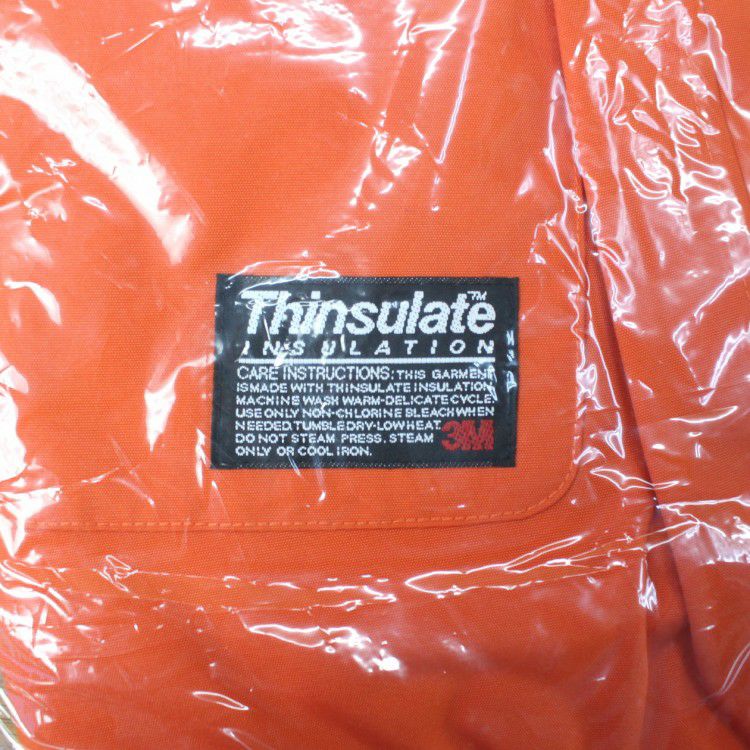 Thinsulate™
INSULATION
CARE INSTRUCTIONS: THIS GARMENT
IS MADE WITH THINSULATE INSULATION.
MACHINE WASH WARM-DELICATE CYCLE.
USE ONLY NON-CHLORINE BLEACH WHEN
NEEDED. TUMBLE DRY-LOW HEAT.
DO NOT STEAM PRESS. STEAM
ONLY OR COOL IRON.
3M